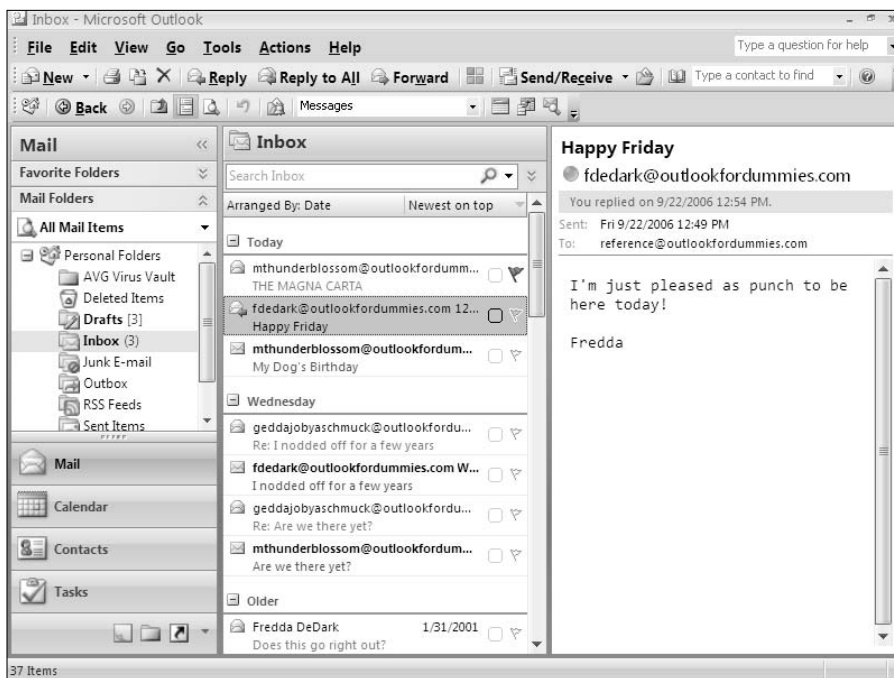 Inbox - Microsoft Outlook
File Edit View Go Tools Actions Help
Type a question for help
New Reply Reply to All Forward Send/Receive Type a contact to find
Back Messages
Mail
Favorite Folders
Mail Folders
All Mail Items
Personal Folders
AVG Virus Vault
Deleted Items
Drafts [3]
Inbox (3)
Junk E-mail
Outbox
RSS Feeds
Sent Items
Mail
Calendar
Contacts
Tasks
Inbox
Search Inbox
Arranged By: Date Newest on top
Today
mthunderblossom@outlookfordumm...
THE MAGNA CARTA
fdedark@outlookfordummies.com 12...
Happy Friday
mthunderblossom@outlookfordum...
My Dog's Birthday
Wednesday
geddajobyaschmuck@outlookfordu...
Re: I nodded off for a few years
fdedark@outlookfordummies.com W...
I nodded off for a few years
geddajobyaschmuck@outlookfordu...
Re: Are we there yet?
mthunderblossom@outlookfordum...
Are we there yet?
Older
Fredda DeDark 1/31/2001
Does this go right out?
Happy Friday
fdedark@outlookfordummies.com
You replied on 9/22/2006 12:54 PM.
Sent: Fri 9/22/2006 12:49 PM
To: reference@outlookfordummies.com
I'm just pleased as punch to be
here today!
Fredda
37 Items